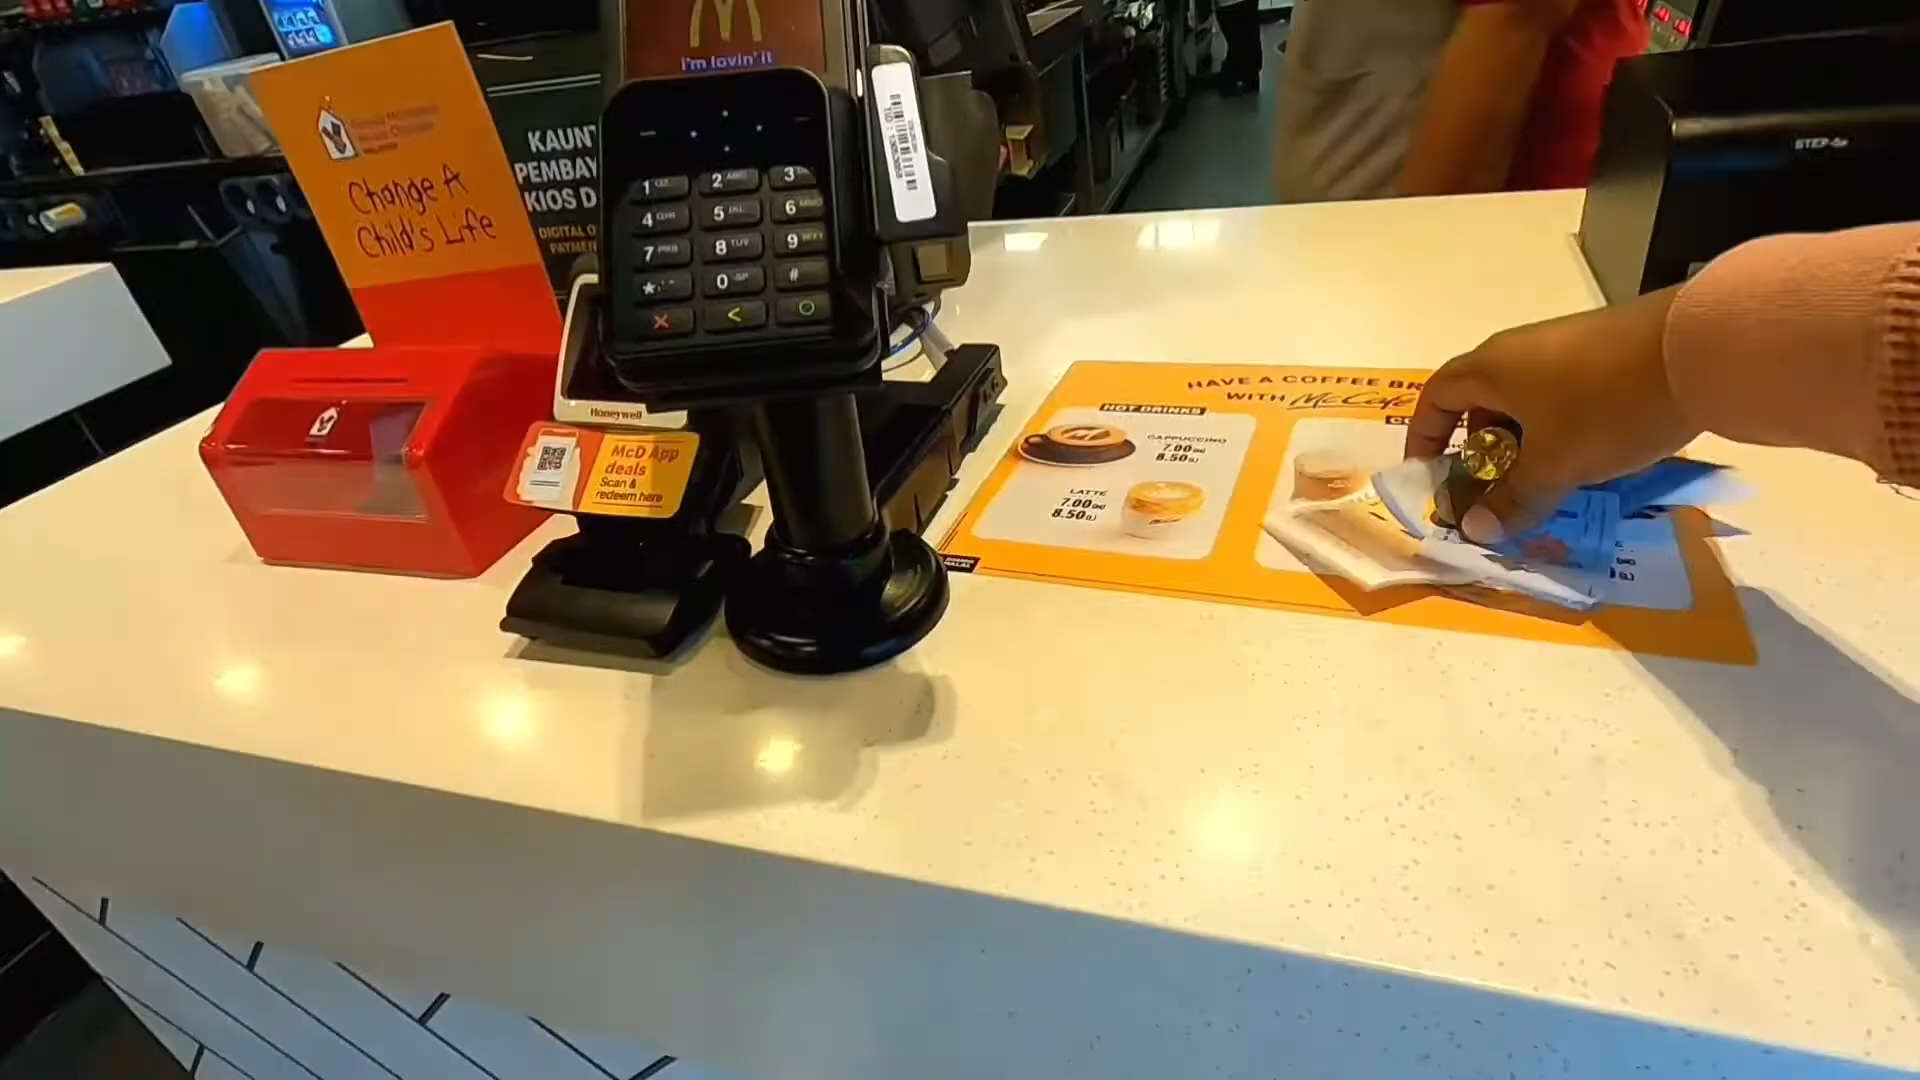 i'm lovin' it
Change A
Child's Life
KAUNT
PEMBAY
KIOS D
DIGITAL O
PAYMEN
1
2
3
4
5
6
7
8
9
*
0
#
Honeywell
McD App
deals
Scan &
redeem here
HAVE A COFFEE BR
WITH McCafé
HOT DRINKS
CAPPUCCINO
7.00(M)
8.50(L)
LATTE
7.00(M)
8.50(L)